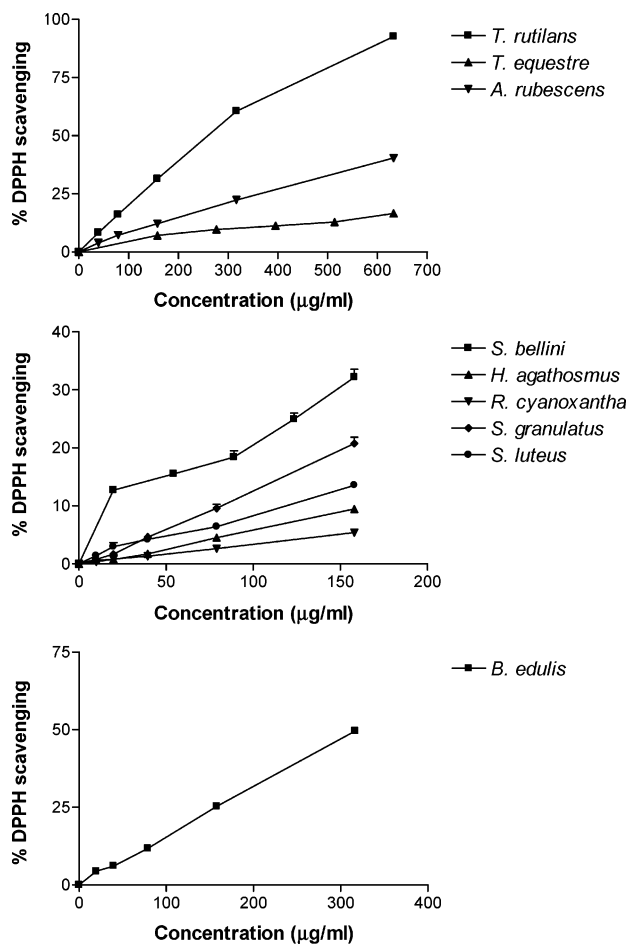 100
75
50
25
0
% DPPH scavenging
0 100 200 300 400 500 600 700
Concentration (μg/ml)
T. rutilans
T. equestre
A. rubescens
40
30
20
10
0
% DPPH scavenging
0 50 100 150 200
Concentration (μg/ml)
S. bellini
H. agathosmus
R. cyanoxantha
S. granulatus
S. luteus
75
50
25
0
% DPPH scavenging
0 100 200 300 400
Concentration (μg/ml)
B. edulis